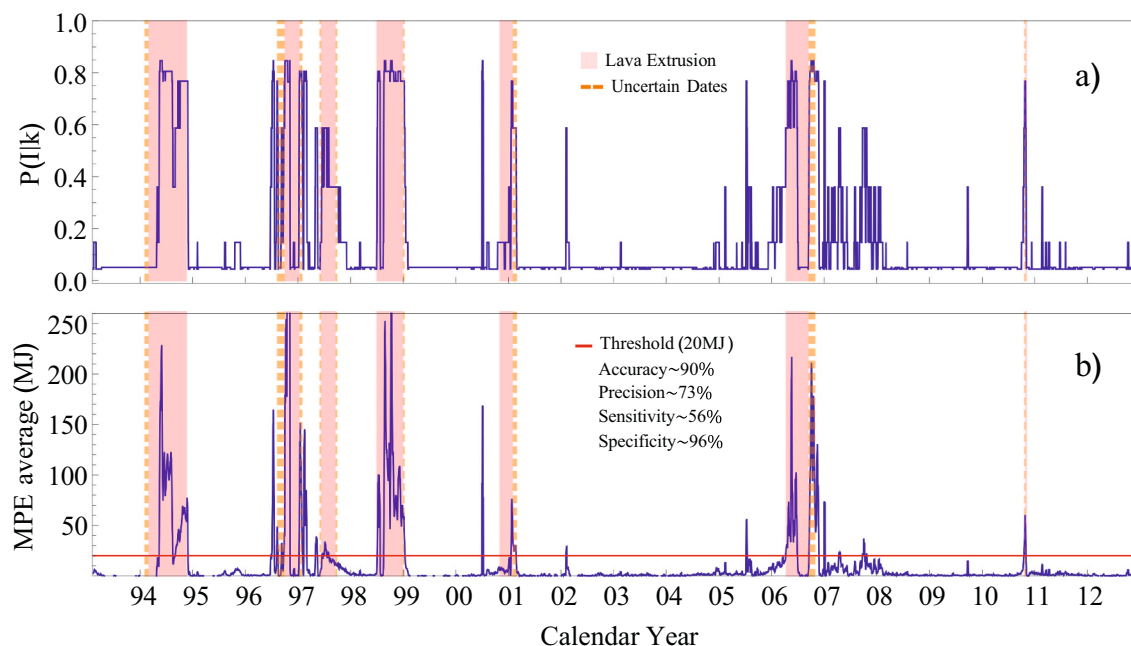 1.0
0.8
0.6
0.4
0.2
0.0
P(I|k)
Lava Extrusion
Uncertain Dates
a)
250
200
150
100
50
MPE average (MJ)
Threshold (20MJ)
Accuracy~90%
Precision~73%
Sensitivity~56%
Specificity~96%
b)
94 95 96 97 98 99 00 01 02 03 04 05 06 07 08 09 10 11 12
Calendar Year